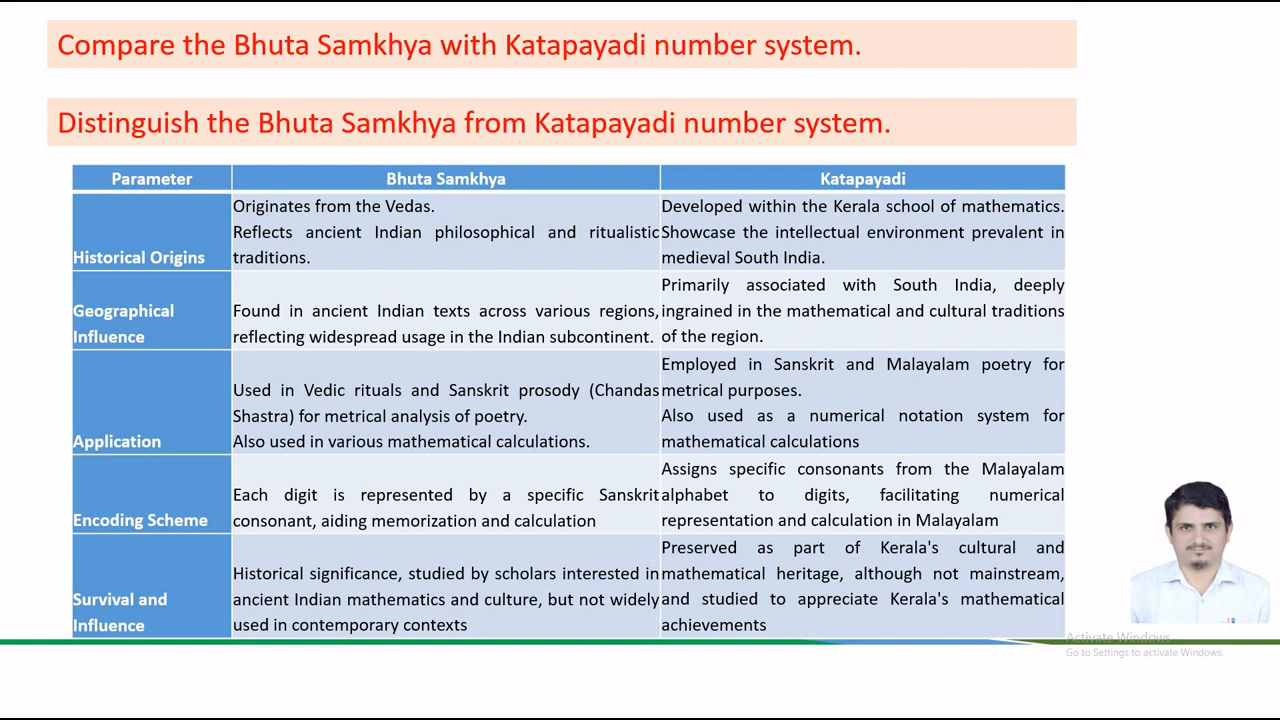 Compare the Bhuta Samkhya with Katapayadi number system.
Distinguish the Bhuta Samkhya from Katapayadi number system.
Parameter
Bhuta Samkhya
Katapayadi
Historical Origins
Originates from the Vedas.
Reflects ancient Indian philosophical and ritualistic
traditions.
Developed within the Kerala school of mathematics.
Showcase the intellectual environment prevalent in
medieval South India.
Geographical
Influence
Found in ancient Indian texts across various regions,
reflecting widespread usage in the Indian subcontinent.
Primarily associated with South India, deeply
ingrained in the mathematical and cultural traditions
of the region.
Application
Used in Vedic rituals and Sanskrit prosody (Chandas
Shastra) for metrical analysis of poetry.
Also used in various mathematical calculations.
Employed in Sanskrit and Malayalam poetry for
metrical purposes.
Also used as a numerical notation system for
mathematical calculations
Encoding Scheme
Each digit is represented by a specific Sanskrit
consonant, aiding memorization and calculation
Assigns specific consonants from the Malayalam
alphabet to digits, facilitating numerical
representation and calculation in Malayalam
Survival and
Influence
Historical significance, studied by scholars interested in
ancient Indian mathematics and culture, but not widely
used in contemporary contexts
Preserved as part of Kerala's cultural and
mathematical heritage, although not mainstream,
and studied to appreciate Kerala's mathematical
achievements
Activate Windows
Go to Settings to activate Windows.